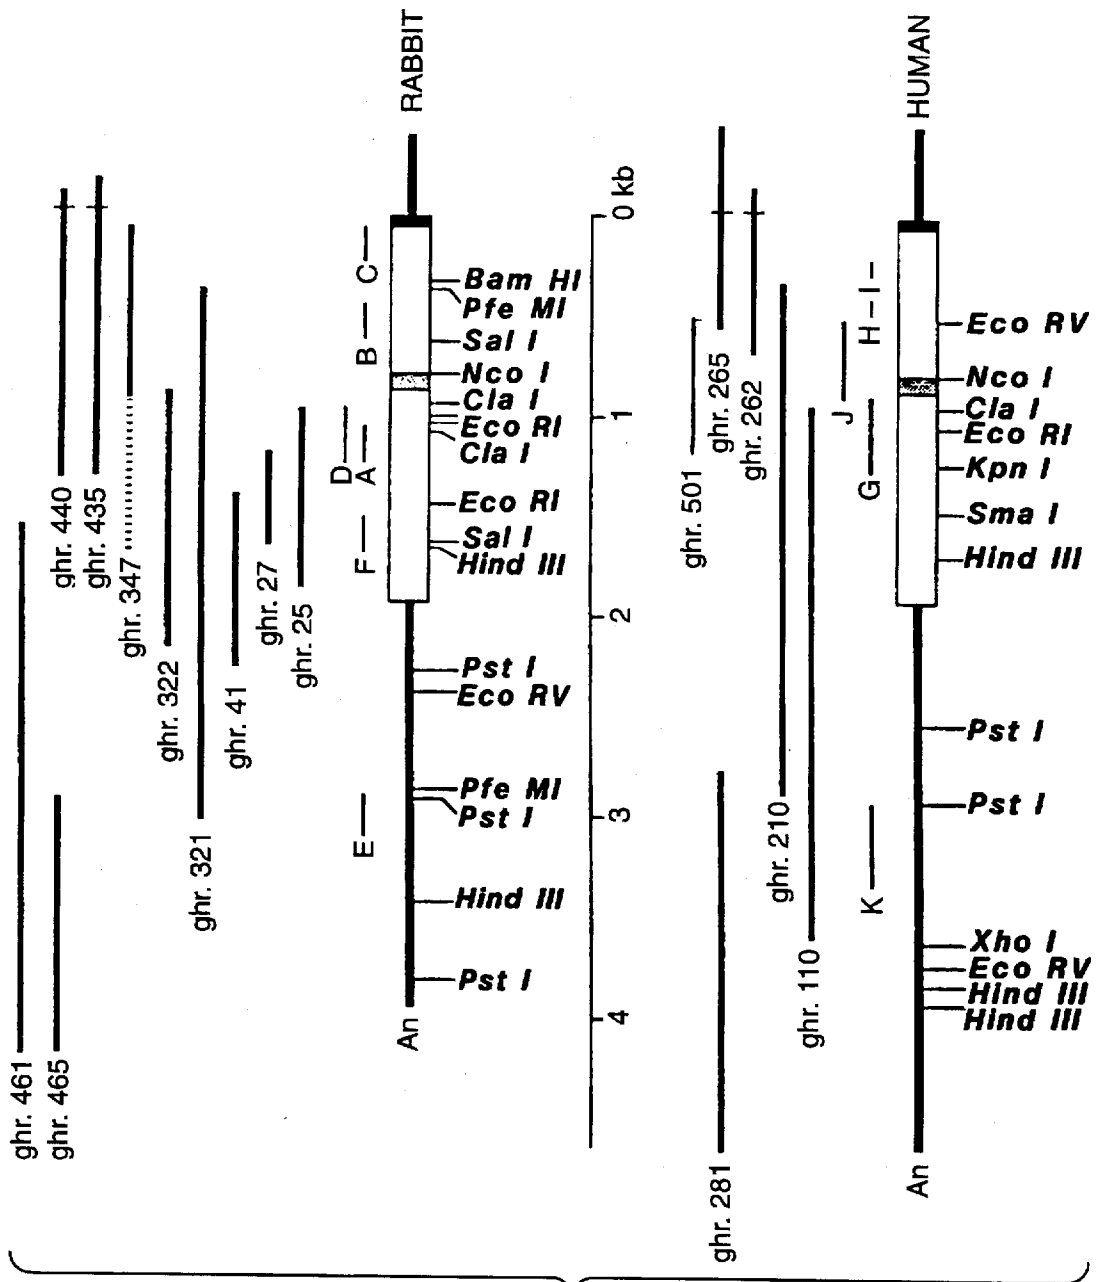 RABBIT
ghr. 461
ghr. 465
ghr. 440
ghr. 435
ghr. 347
ghr. 322
ghr. 321
ghr. 41
ghr. 27
ghr. 25
C
B
D
A
F
E
Bam HI
Pfe MI
Sal I
Nco I
Cla I
Eco RI
Cla I
Eco RI
Sal I
Hind III
Pst I
Eco RV
Pfe MI
Pst I
Hind III
Pst I
An
0 kb
1
2
3
4
HUMAN
ghr. 501
ghr. 265
ghr. 262
ghr. 281
ghr. 210
ghr. 110
I
H
J
G
K
Eco RV
Nco I
Cla I
Eco RI
Kpn I
Sma I
Hind III
Pst I
Pst I
Xho I
Eco RV
Hind III
Hind III
An